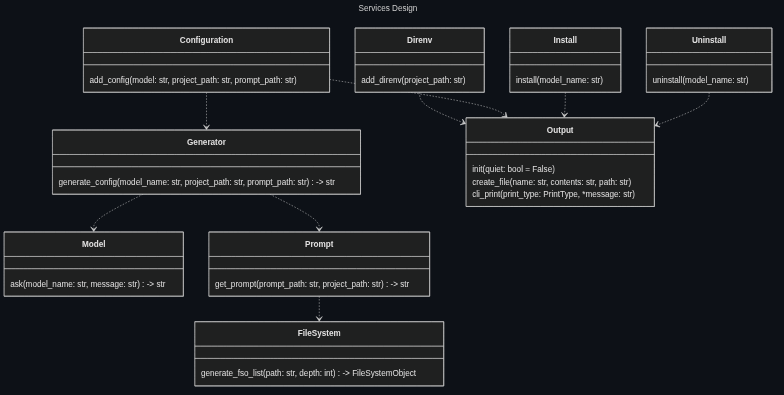 Services Design
Configuration
add_config(model: str, project_path: str, prompt_path: str)
Direnv
add_direnv(project_path: str)
Install
install(model_name: str)
Uninstall
uninstall(model_name: str)
Generator
generate_config(model_name: str, project_path: str, prompt_path: str) : -> str
Output
init(quiet: bool = False)
create_file(name: str, contents: str, path: str)
cli_print(print_type: PrintType, *message: str)
Model
ask(model_name: str, message: str) : -> str
Prompt
get_prompt(prompt_path: str, project_path: str) : -> str
FileSystem
generate_fso_list(path: str, depth: int) : -> FileSystemObject